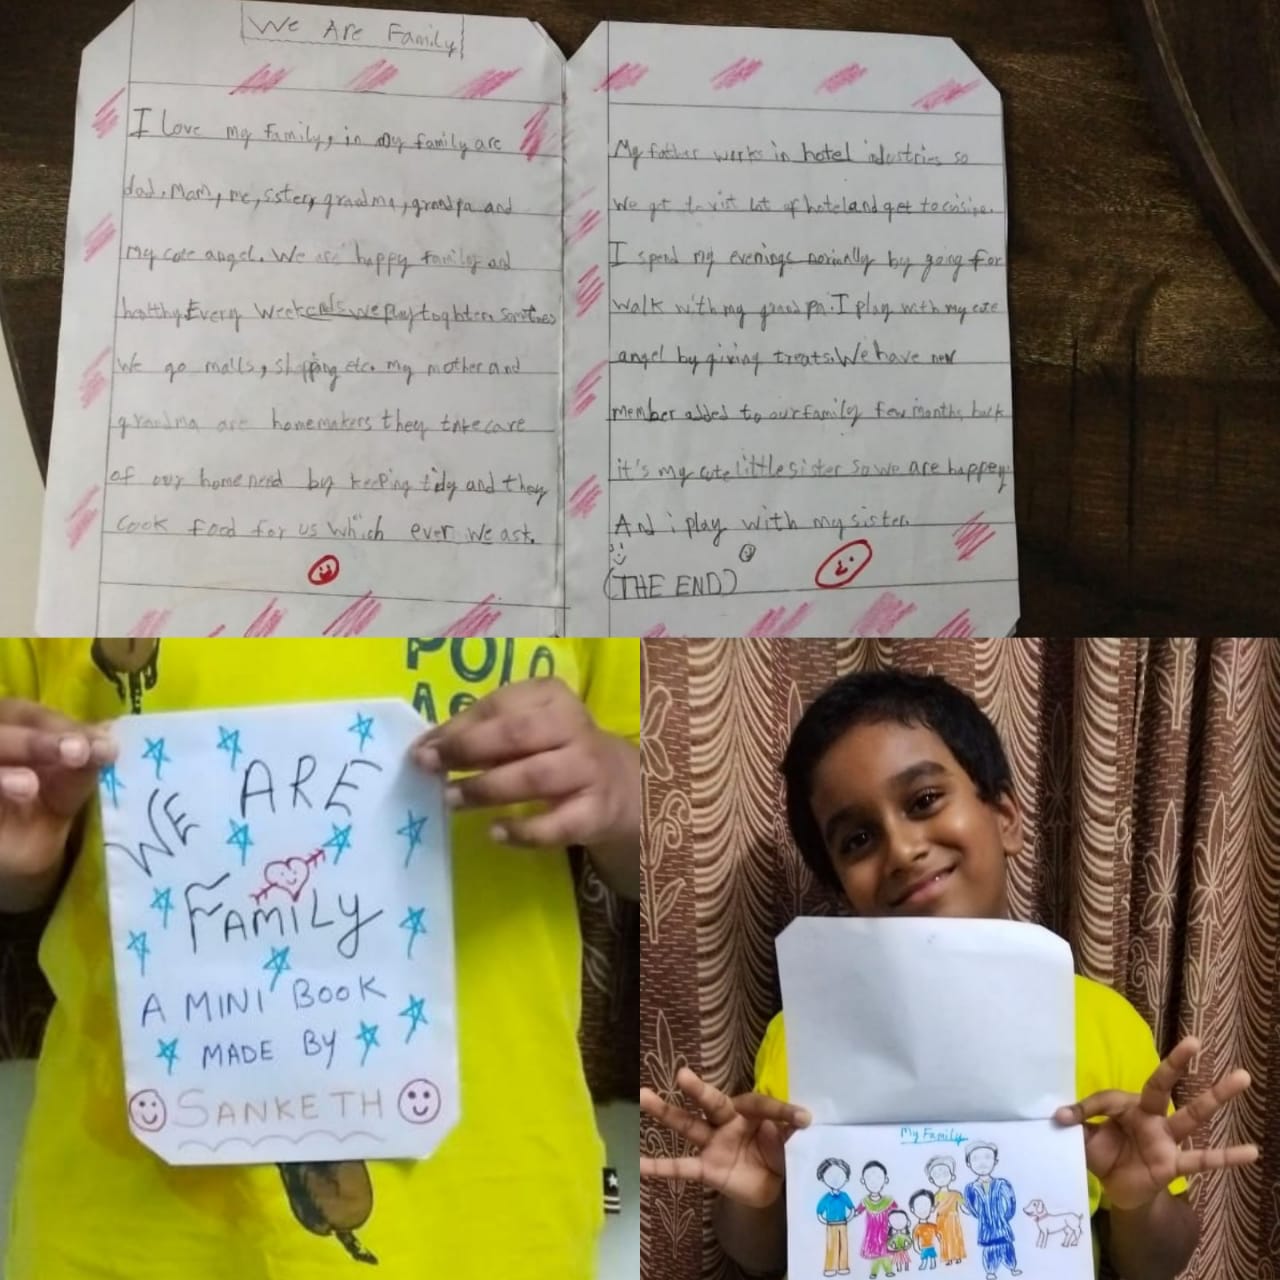 We Are Family
I Love my family, in my family are
dad, Mam, me, sster, grandma, grandpa and
my cute angel. We are happy family and
healthy. Every weekends we play toghter. Somtimes
We go malls, shopping etc. my mother and
grandma are homemakers they take care
of our home need by keeping tidy and they
Cook food for us which ever we ask.
My father works in hotel industries so
We get to visit lot of hotel and get to
I spend my evenings normally by going for
walk with my grandpa. I play with my cute
angel by giving treats. We have new
member added to our family few months back
it's my cute little sister so we are happey.
And i play with my sister.
(THE END)
POLO
WE ARE
FAMILY
A MINI BOOK
MADE BY
SANKETH
My Family